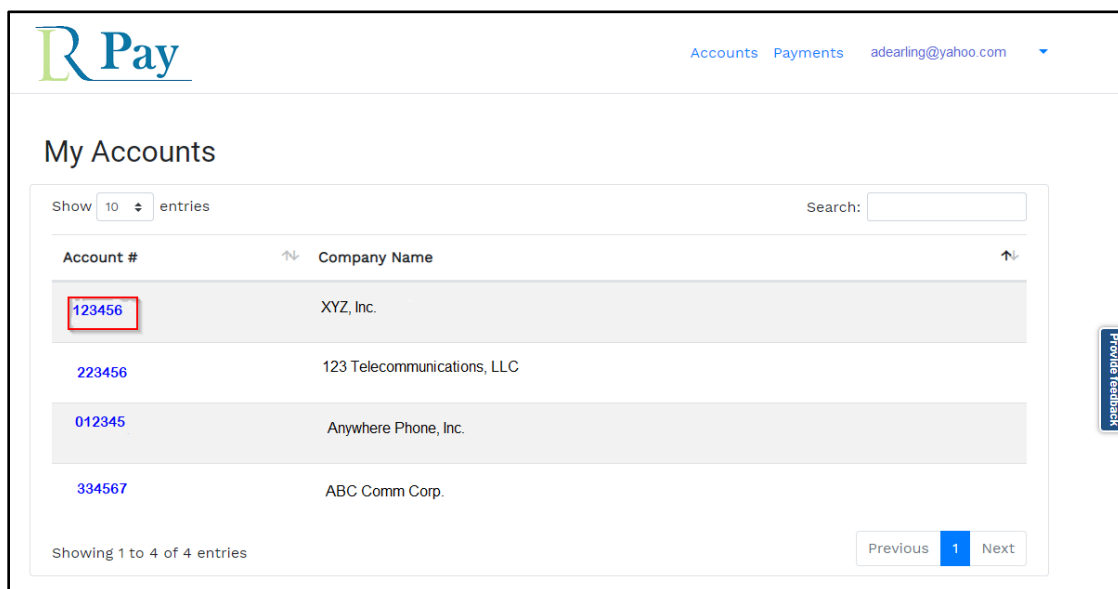 LR Pay
Accounts Payments adearling@yahoo.com
My Accounts
Show 10 entries
Search:
Account # Company Name
123456 XYZ, Inc.
223456 123 Telecommunications, LLC
012345 Anywhere Phone, Inc.
334567 ABC Comm Corp.
Showing 1 to 4 of 4 entries
Previous 1 Next
Provide feedback